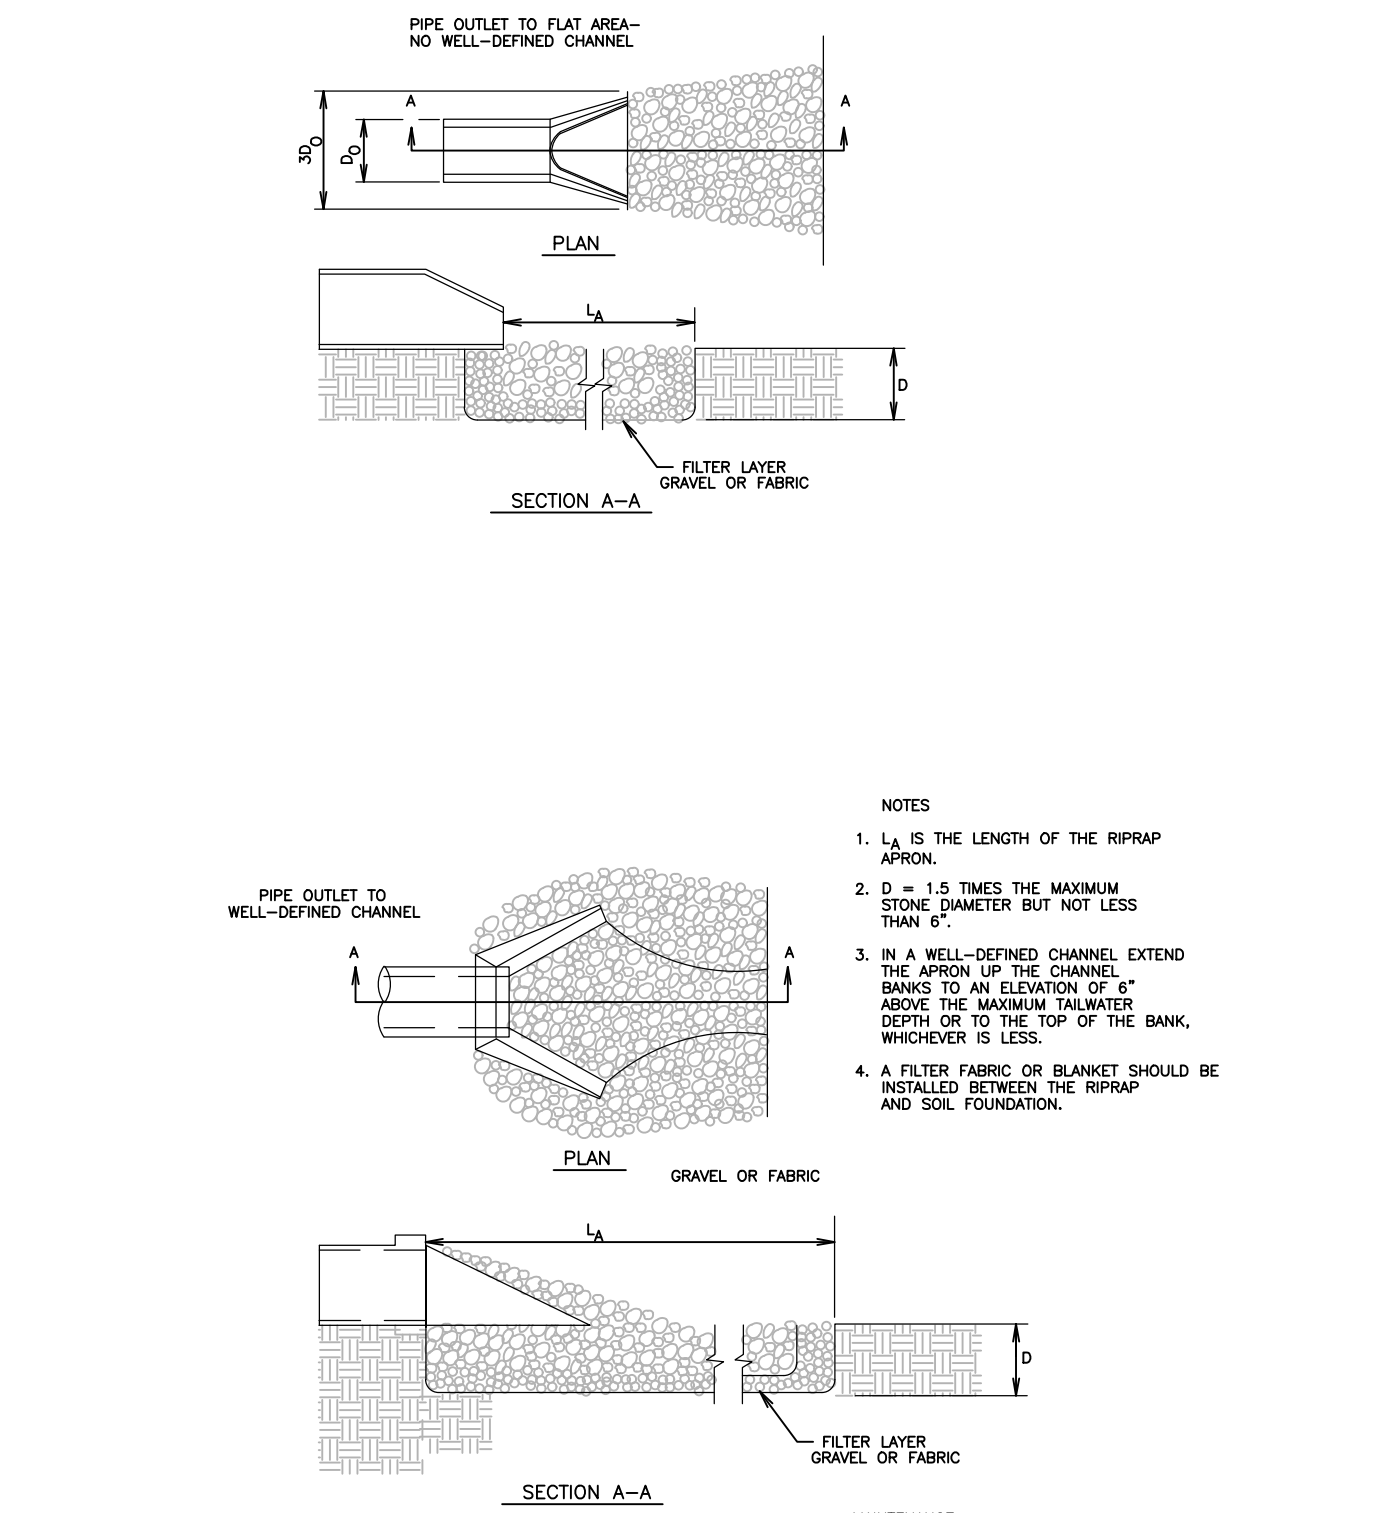 PIPE OUTLET TO FLAT AREA–
NO WELL–DEFINED CHANNEL
A
A
3DO
DO
PLAN
LA
D
FILTER LAYER
GRAVEL OR FABRIC
SECTION A–A
NOTES
1. LA IS THE LENGTH OF THE RIPRAP
APRON.
2. D = 1.5 TIMES THE MAXIMUM
STONE DIAMETER BUT NOT LESS
THAN 6”.
3. IN A WELL–DEFINED CHANNEL EXTEND
THE APRON UP THE CHANNEL
BANKS TO AN ELEVATION OF 6”
ABOVE THE MAXIMUM TAILWATER
DEPTH OR TO THE TOP OF THE BANK,
WHICHEVER IS LESS.
4. A FILTER FABRIC OR BLANKET SHOULD BE
INSTALLED BETWEEN THE RIPRAP
AND SOIL FOUNDATION.
PIPE OUTLET TO
WELL–DEFINED CHANNEL
A
A
PLAN
GRAVEL OR FABRIC
LA
D
FILTER LAYER
GRAVEL OR FABRIC
SECTION A–A